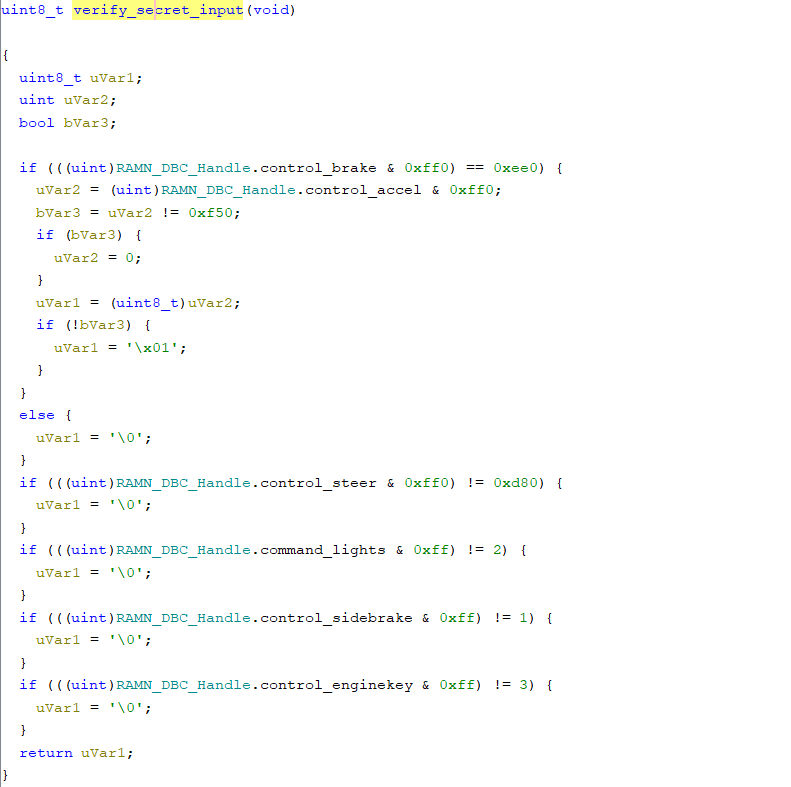 uint8_t verify_secret_input(void)
{
uint8_t uVar1;
uint uVar2;
bool bVar3;
if (((uint)RAMN_DBC_Handle.control_brake & 0xff0) == 0xee0) {
uVar2 = (uint)RAMN_DBC_Handle.control_accel & 0xff0;
bVar3 = uVar2 != 0xf50;
if (bVar3) {
uVar2 = 0;
}
uVar1 = (uint8_t)uVar2;
if (!bVar3) {
uVar1 = '\x01';
}
}
else {
uVar1 = '\0';
}
if (((uint)RAMN_DBC_Handle.control_steer & 0xff0) != 0xd80) {
uVar1 = '\0';
}
if (((uint)RAMN_DBC_Handle.command_lights & 0xff) != 2) {
uVar1 = '\0';
}
if (((uint)RAMN_DBC_Handle.control_sidebrake & 0xff) != 1) {
uVar1 = '\0';
}
if (((uint)RAMN_DBC_Handle.control_enginekey & 0xff) != 3) {
uVar1 = '\0';
}
return uVar1;
}